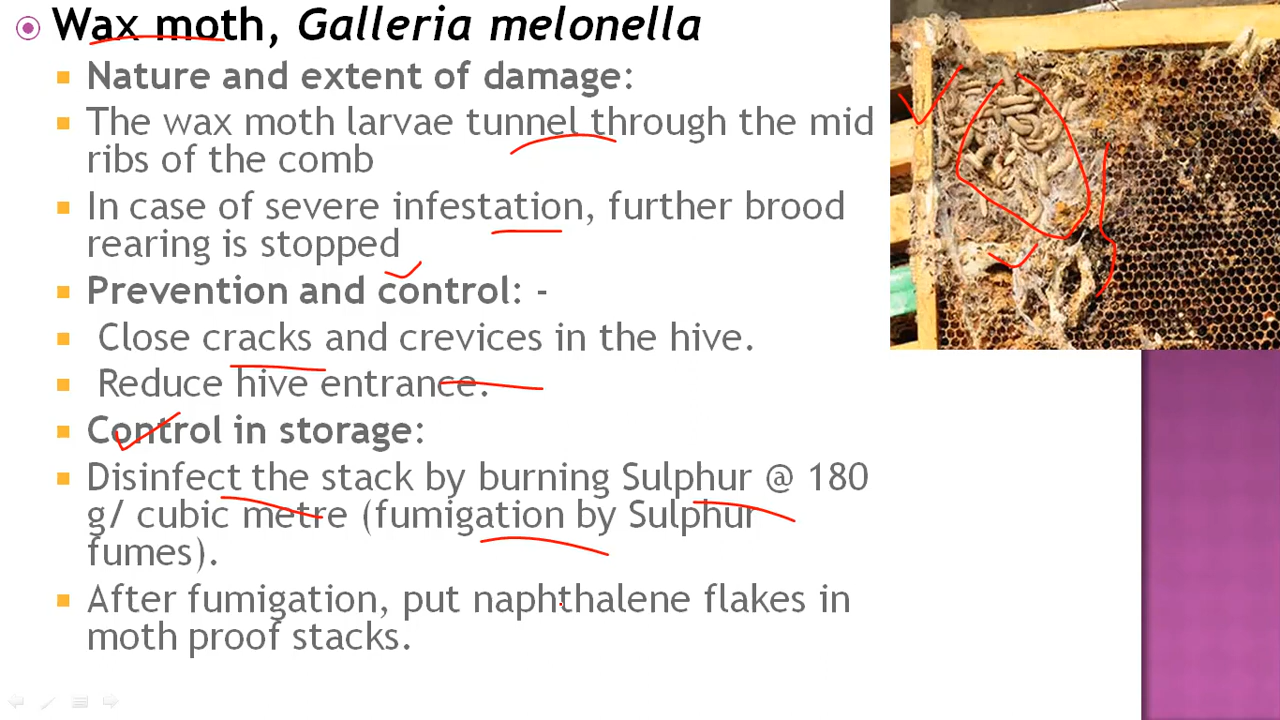 Wax moth, Galleria melonella
Nature and extent of damage:
The wax moth larvae tunnel through the mid
ribs of the comb
In case of severe infestation, further brood
rearing is stopped
Prevention and control: -
Close cracks and crevices in the hive.
Reduce hive entrance.
Control in storage:
Disinfect the stack by burning Sulphur @ 180
g/ cubic metre (fumigation by Sulphur
fumes).
After fumigation, put naphthalene flakes in
moth proof stacks.